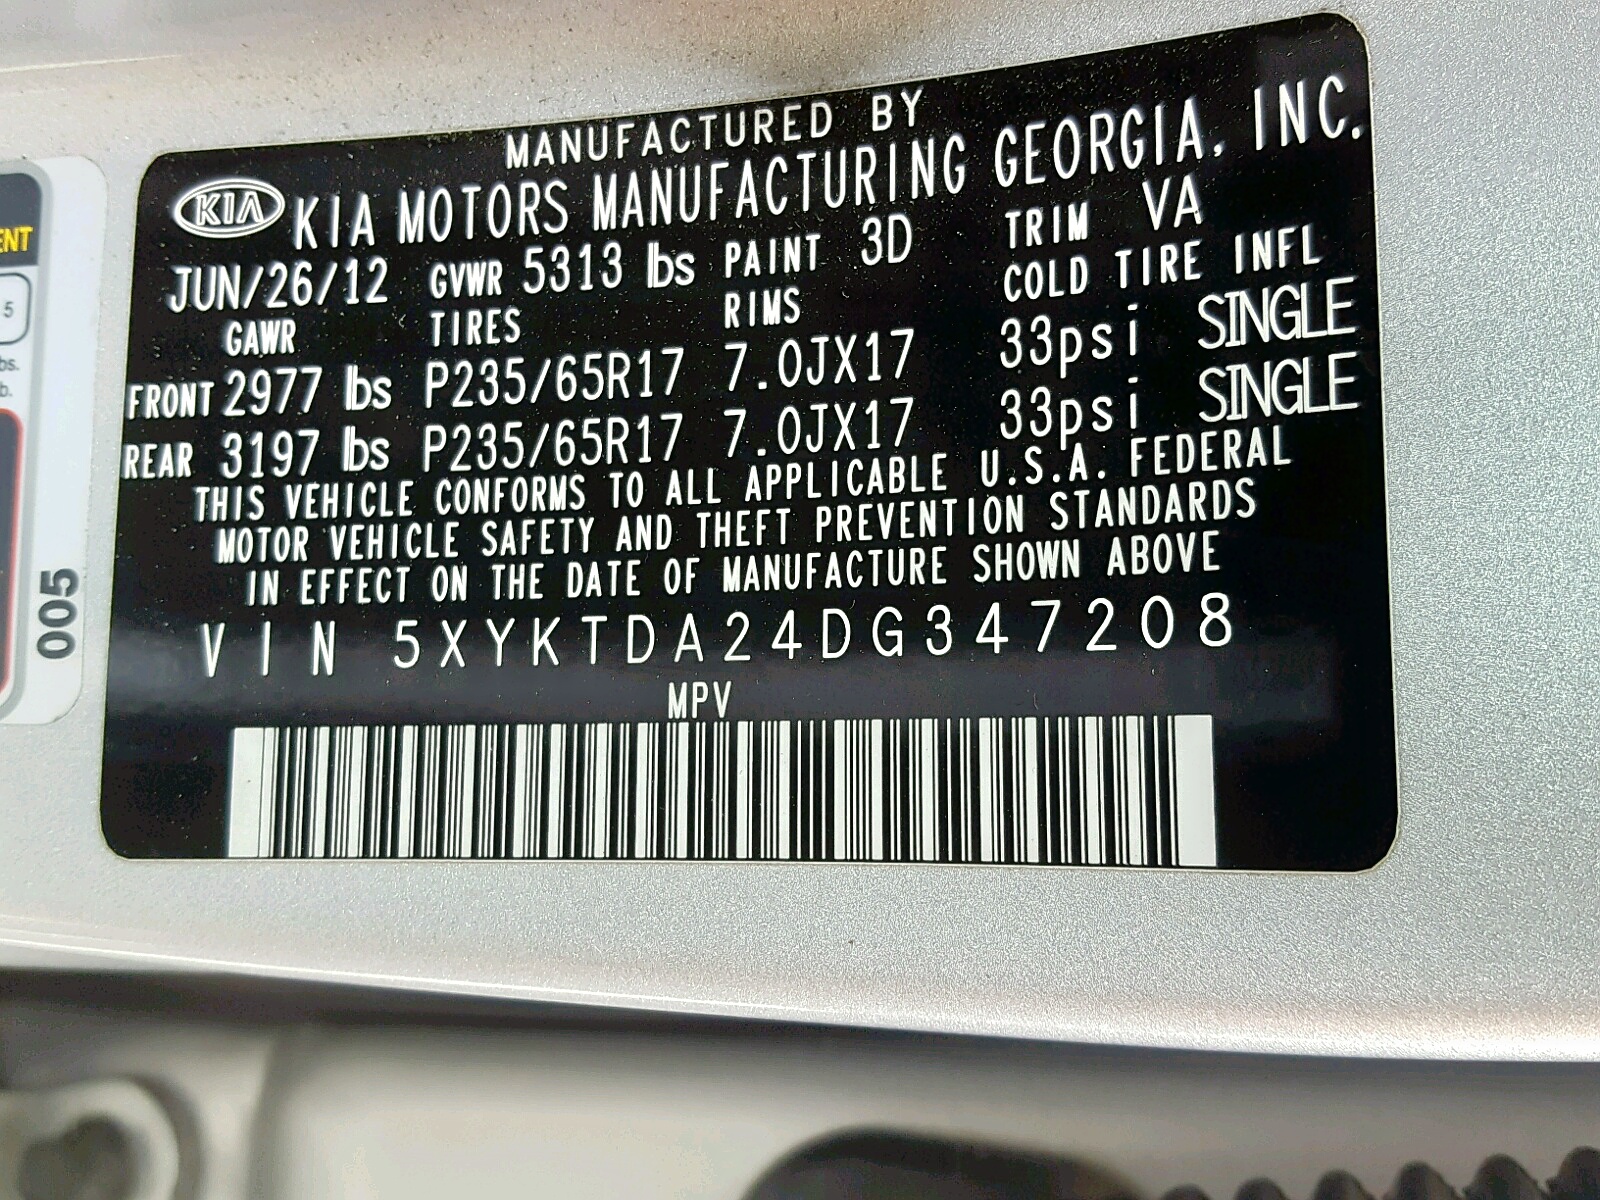 MANUFACTURED BY
KIA KIA MOTORS MANUFACTURING GEORGIA, INC.
JUN/26/12 GVWR 5313 lbs PAINT 3D TRIM VA
GAWR TIRES RIMS COLD TIRE INFL
FRONT 2977 lbs P235/65R17 7.0JX17 33psi SINGLE
REAR 3197 lbs P235/65R17 7.0JX17 33psi SINGLE
THIS VEHICLE CONFORMS TO ALL APPLICABLE U.S.A. FEDERAL
MOTOR VEHICLE SAFETY AND THEFT PREVENTION STANDARDS
IN EFFECT ON THE DATE OF MANUFACTURE SHOWN ABOVE
VIN 5XYKTDA24DG347208
MPV
ENT
5
bs.
b.
005